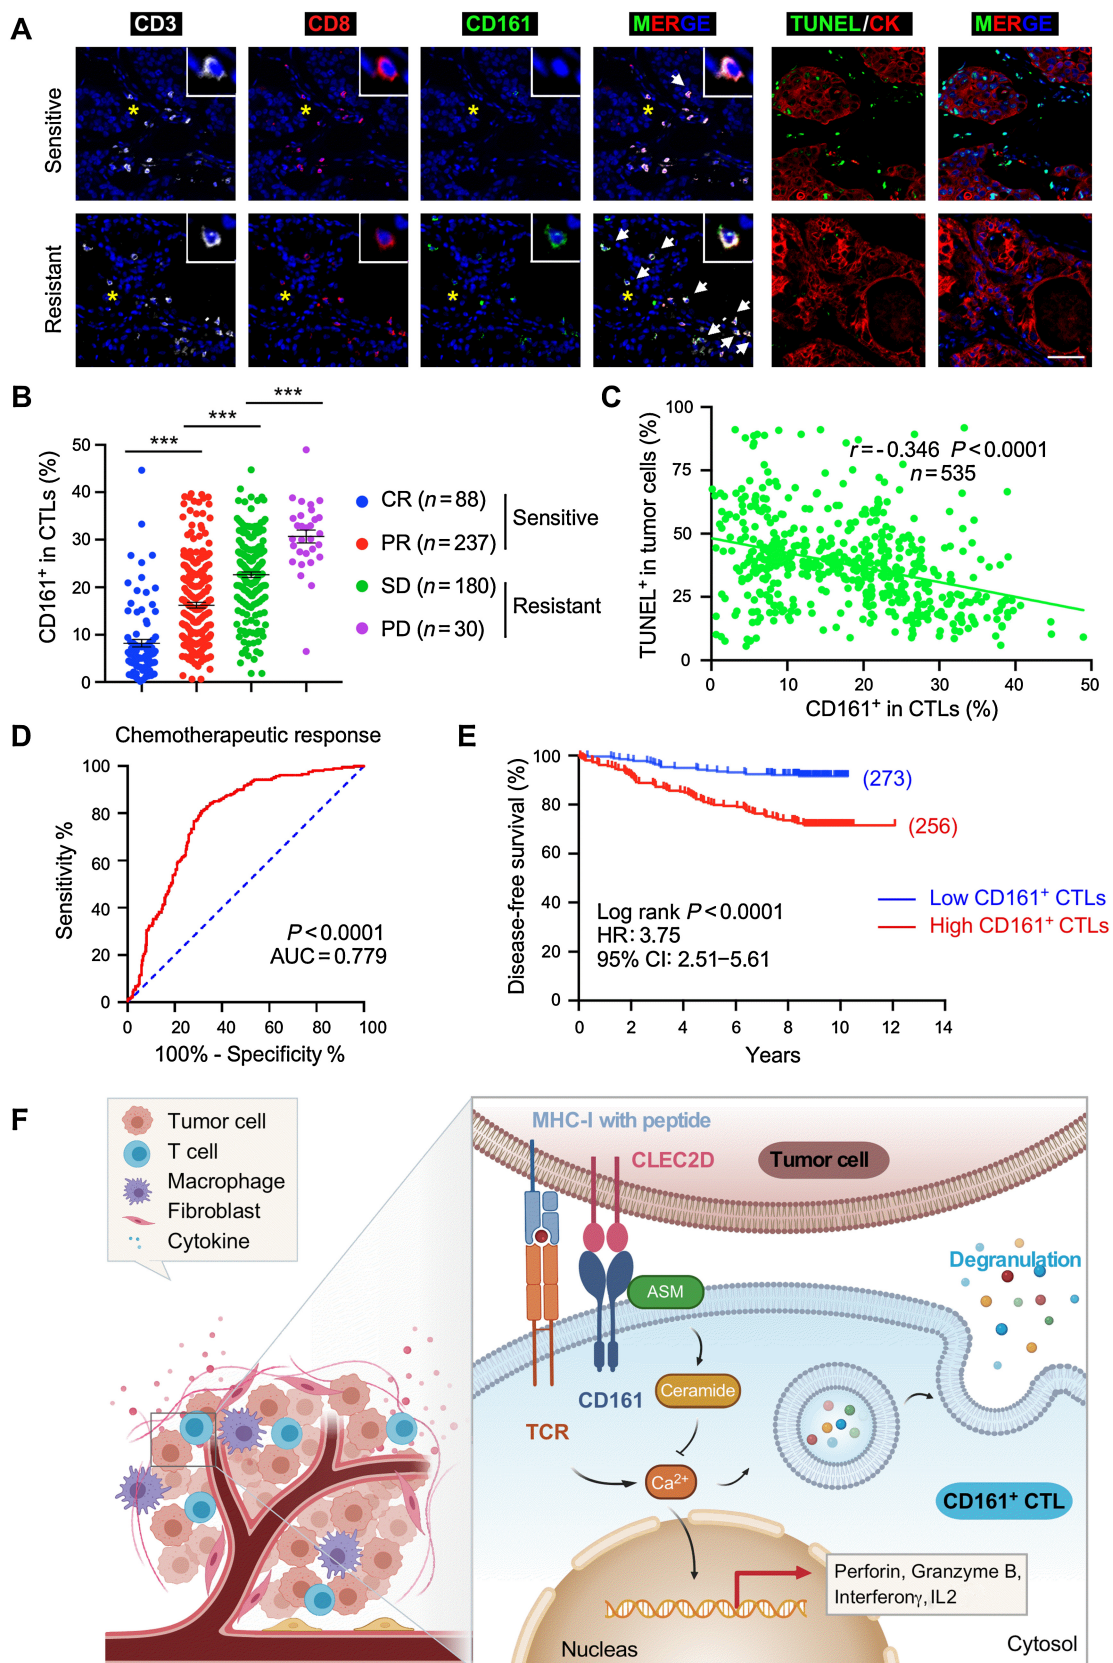 A
CD3
CD8
CD161
MERGE
TUNEL/CK
MERGE
Sensitive
*
*
*
*
Resistant
*
*
*
*
B
***
***
***
CD161+ in CTLs (%)
50
40
30
20
10
0
CR (n=88)
PR (n=237)
SD (n=180)
PD (n=30)
Sensitive
Resistant
C
TUNEL+ in tumor cells (%)
100
75
50
25
0
r=-0.346 P<0.0001
n=535
0 10 20 30 40 50
CD161+ in CTLs (%)
D
Chemotherapeutic response
Sensitivity %
100
80
60
40
20
0
P<0.0001
AUC=0.779
0 20 40 60 80 100
100% - Specificity %
E
Disease-free survival (%)
100
80
60
40
20
0
(273)
(256)
Low CD161+ CTLs
High CD161+ CTLs
Log rank P<0.0001
HR: 3.75
95% CI: 2.51–5.61
0 2 4 6 8 10 12 14
Years
F
Tumor cell
T cell
Macrophage
Fibroblast
Cytokine
MHC-I with peptide
CLEC2D
Tumor cell
Degranulation
ASM
Ceramide
CD161
TCR
Ca2+
CD161+ CTL
Perforin, Granzyme B,
Interferonγ, IL2
Nucleas
Cytosol